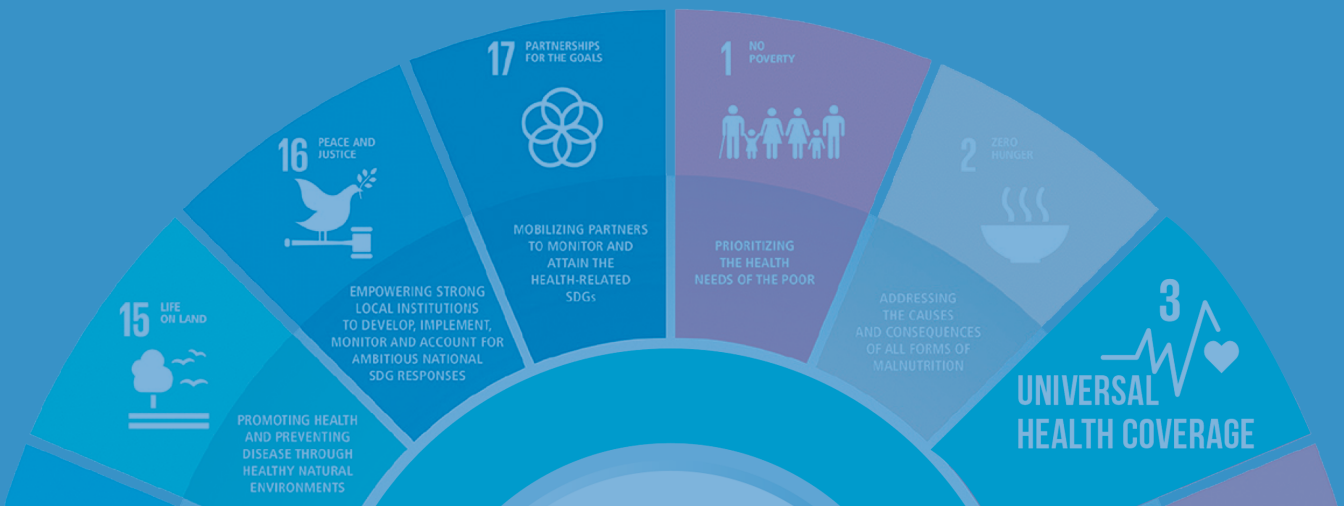 15
LIFE
ON LAND
PROMOTING HEALTH
AND PREVENTING
DISEASE THROUGH
HEALTHY NATURAL
ENVIRONMENTS
16
PEACE AND
JUSTICE
EMPOWERING STRONG
LOCAL INSTITUTIONS
TO DEVELOP, IMPLEMENT,
MONITOR AND ACCOUNT FOR
AMBITIOUS NATIONAL
SDG RESPONSES
17
PARTNERSHIPS
FOR THE GOALS
MOBILIZING PARTNERS
TO MONITOR AND
ATTAIN THE
HEALTH-RELATED
SDGs
1
NO
POVERTY
PRIORITIZING
THE HEALTH
NEEDS OF THE POOR
2
ZERO
HUNGER
ADDRESSING
THE CAUSES
AND CONSEQUENCES
OF ALL FORMS OF
MALNUTRITION
3
UNIVERSAL
HEALTH COVERAGE